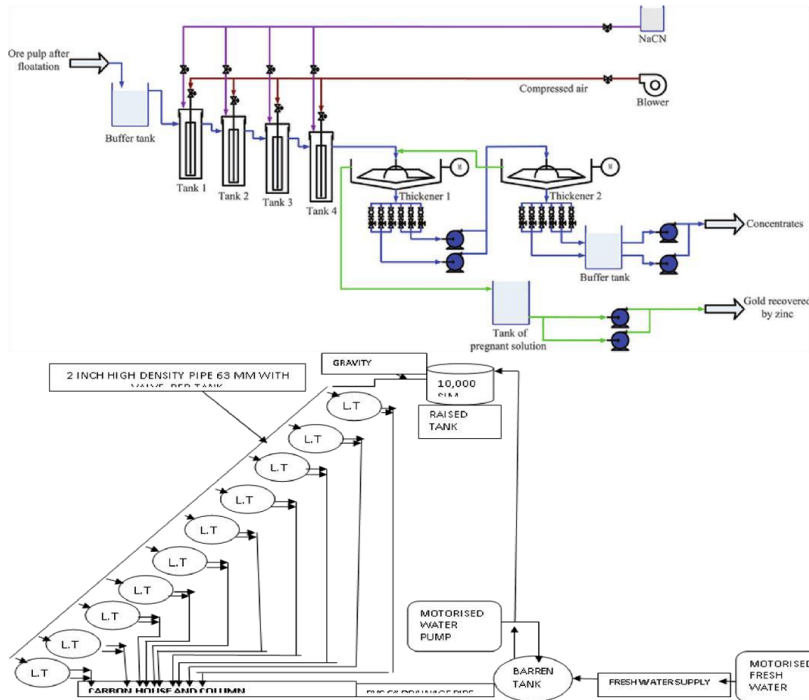 NaCN
Ore pulp after
floatation
Compressed air
Blower
Buffer tank
Tank 1
Tank 2
Tank 3
Tank 4
M
M
Thickener 1
Thickener 2
Concentrates
Buffer tank
Gold recovered
by zinc
Tank of
pregnant solution
GRAVITY
2 INCH HIGH DENSITY PIPE 63 MM WITH
VALVE PER TANK
10,000
RAISED
TANK
L.T
L.T
L.T
L.T
L.T
L.T
L.T
L.T
L.T
L.T
MOTORISED
WATER
PUMP
BARREN
TANK
FRESH WATER SUPPLY
MOTORISED
FRESH
WATER
CARBON HOUSE AND COLUMN
DRAINAGE PIPE